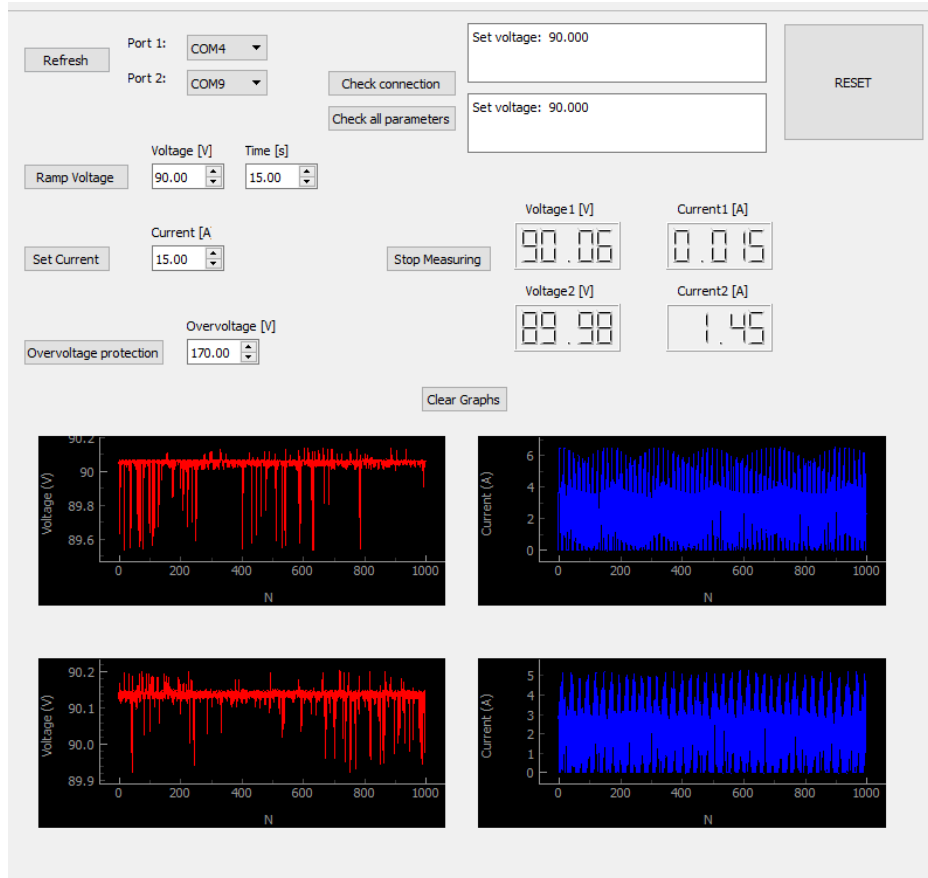 Refresh
Port 1:
COM4
Port 2:
COM9
Check connection
Check all parameters
Set voltage: 90.000
Set voltage: 90.000
RESET
Ramp Voltage
Voltage [V]
90.00
Time [s]
15.00
Set Current
Current [A
15.00
Stop Measuring
Voltage1 [V]
90.06
Current1 [A]
0.015
Voltage2 [V]
89.98
Current2 [A]
1.45
Overvoltage protection
Overvoltage [V]
170.00
Clear Graphs
Voltage (V)
90.2
90
89.8
89.6
0 200 400 600 800 1000
N
Current (A)
6
4
2
0
0 200 400 600 800 1000
N
Voltage (V)
90.2
90.1
90.0
89.9
0 200 400 600 800 1000
N
Current (A)
5
4
3
2
1
0
0 200 400 600 800 1000
N